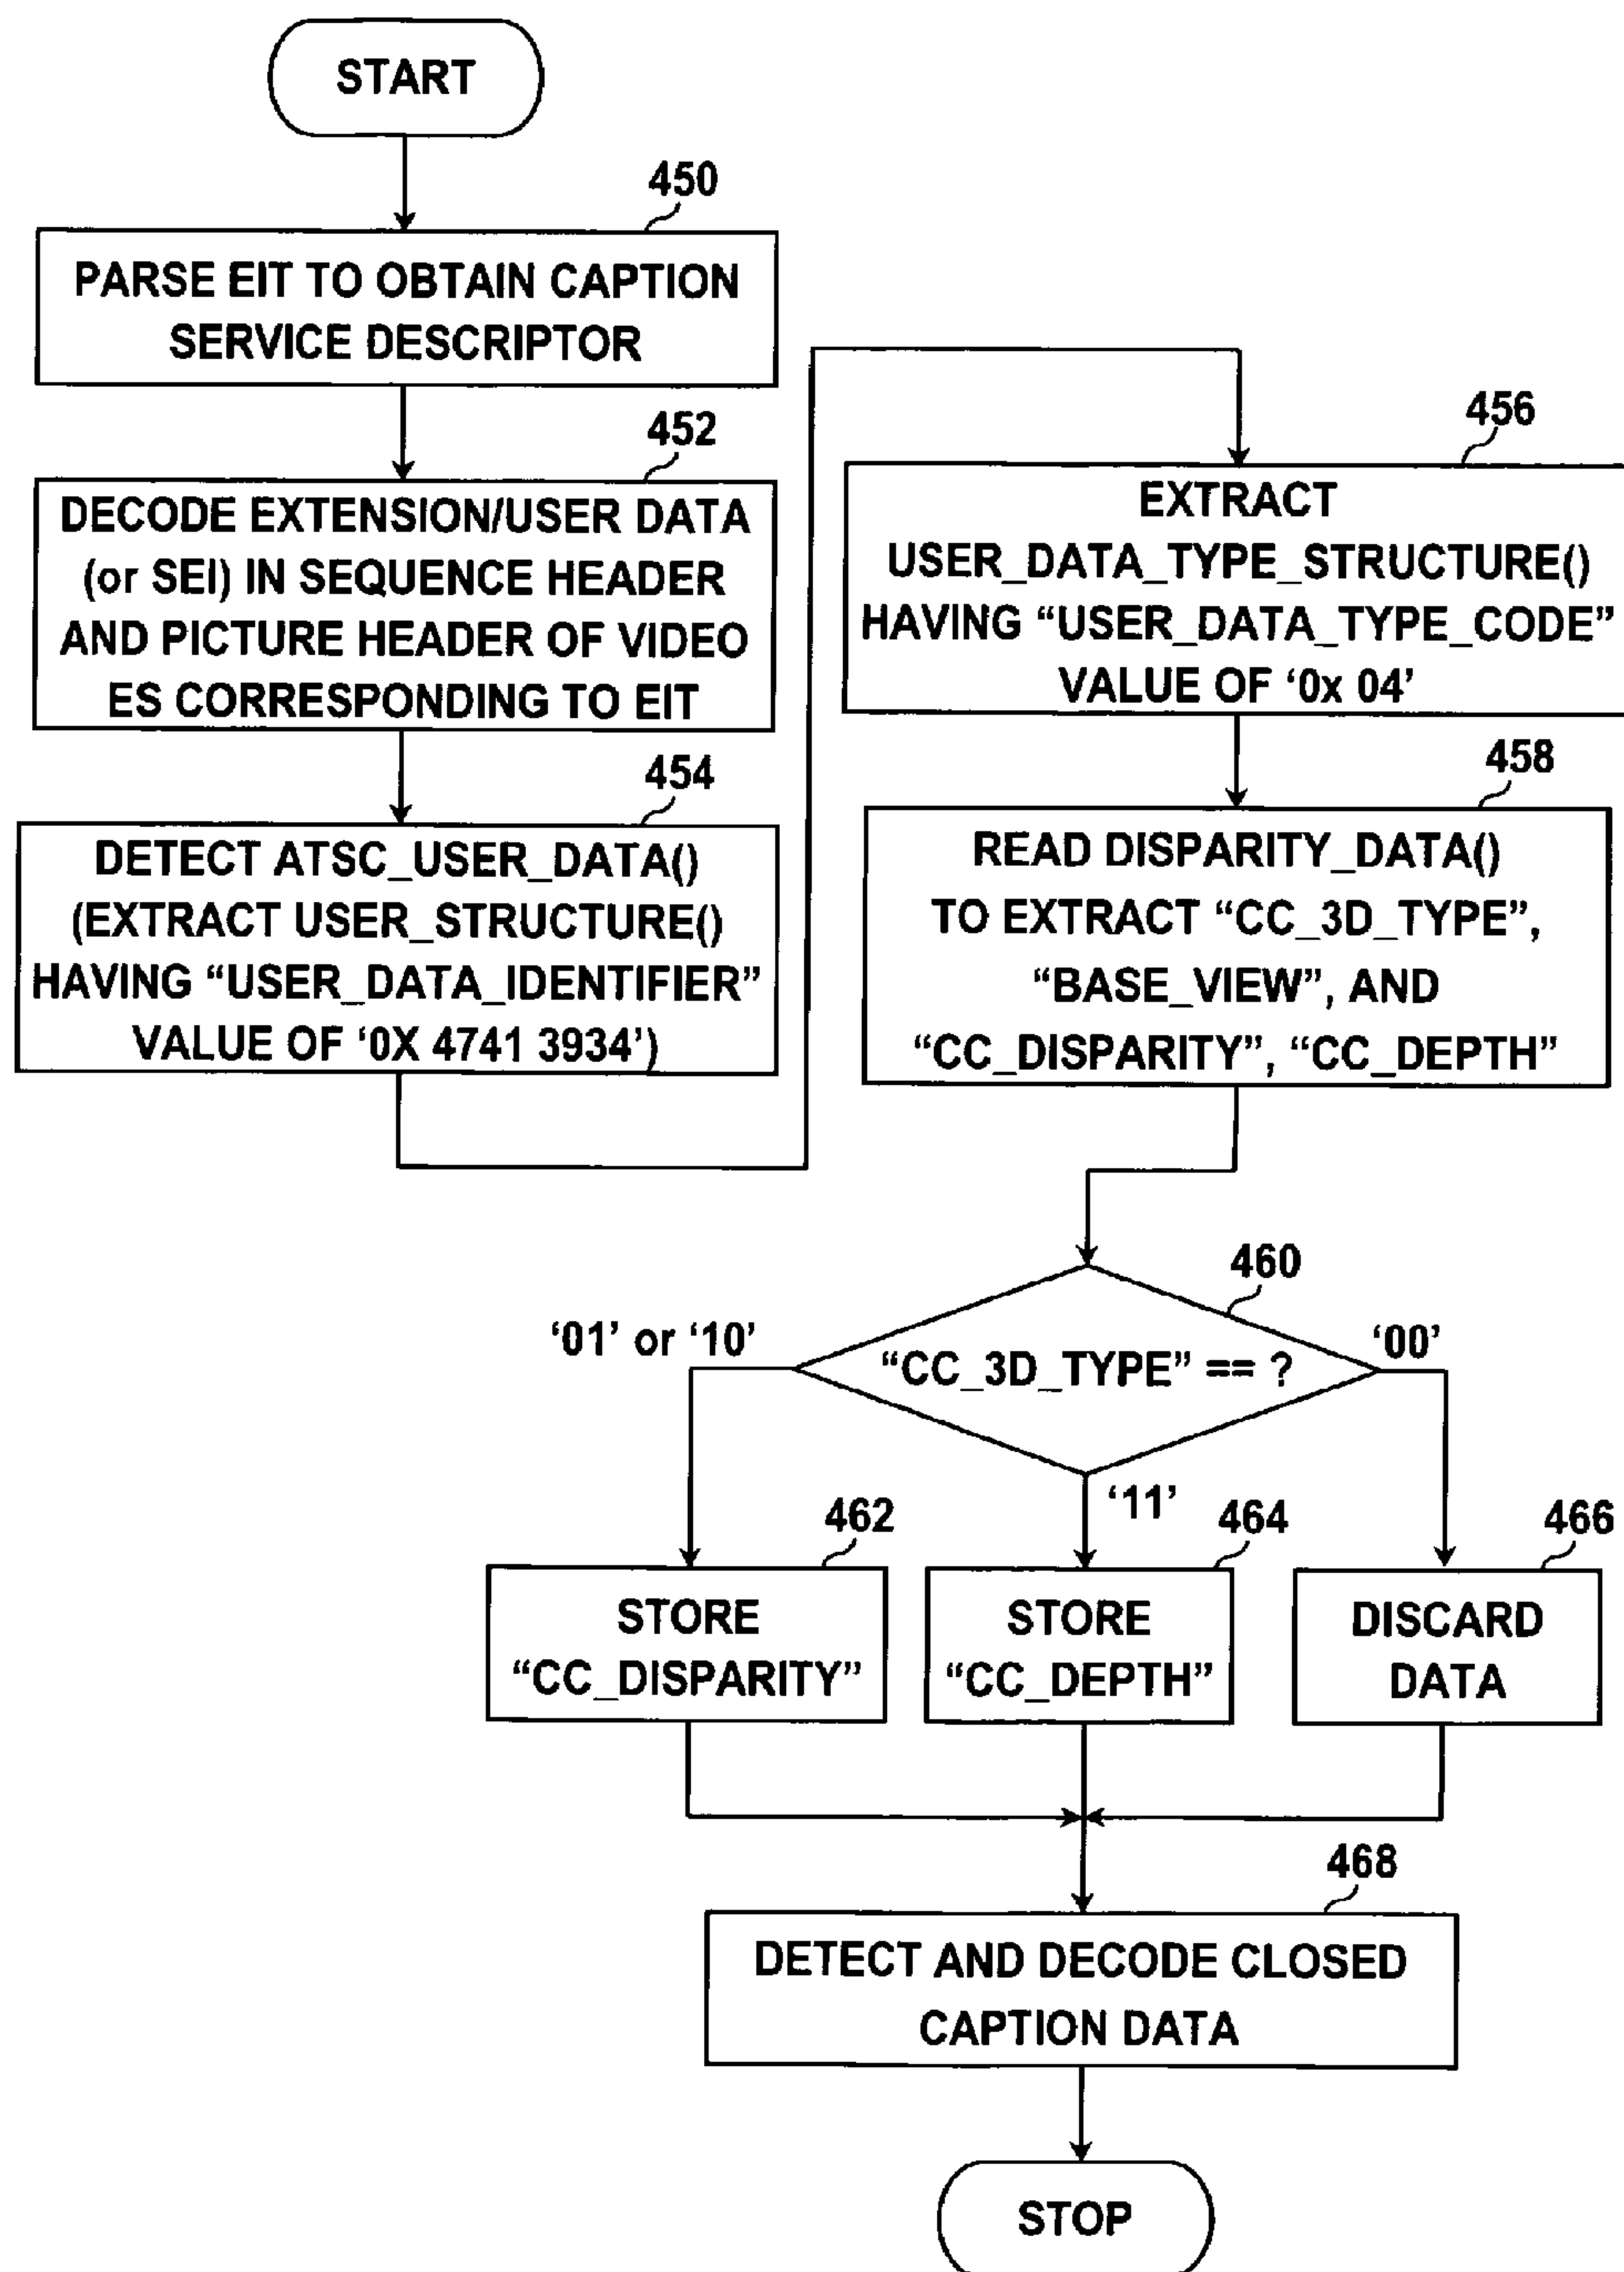 START
450
PARSE EIT TO OBTAIN CAPTION
SERVICE DESCRIPTOR
452
DECODE EXTENSION/USER DATA
(or SEI) IN SEQUENCE HEADER
AND PICTURE HEADER OF VIDEO
ES CORRESPONDING TO EIT
454
DETECT ATSC_USER_DATA()
(EXTRACT USER_STRUCTURE()
HAVING “USER_DATA_IDENTIFIER”
VALUE OF ‘0X 4741 3934’)
456
EXTRACT
USER_DATA_TYPE_STRUCTURE()
HAVING “USER_DATA_TYPE_CODE”
VALUE OF ‘0x 04’
458
READ DISPARITY_DATA()
TO EXTRACT “CC_3D_TYPE”,
“BASE_VIEW”, AND
“CC_DISPARITY”, “CC_DEPTH”
460
‘01’ or ‘10’
“CC_3D_TYPE” == ?
‘00’
‘11’
462
STORE
“CC_DISPARITY”
464
STORE
“CC_DEPTH”
466
DISCARD
DATA
468
DETECT AND DECODE CLOSED
CAPTION DATA
STOP